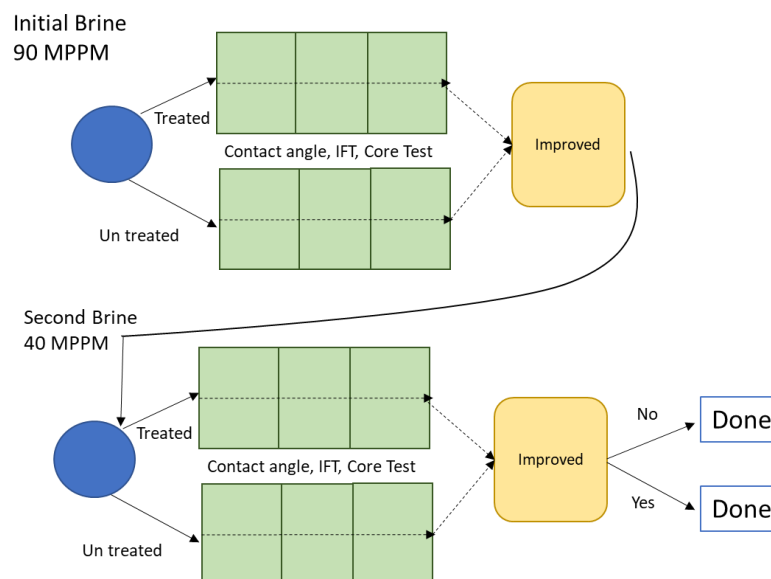 Initial Brine
90 MPPM
Treated
Contact angle, IFT, Core Test
Improved
Un treated
Second Brine
40 MPPM
Treated
Contact angle, IFT, Core Test
Improved
No
Done
Yes
Done
Un treated